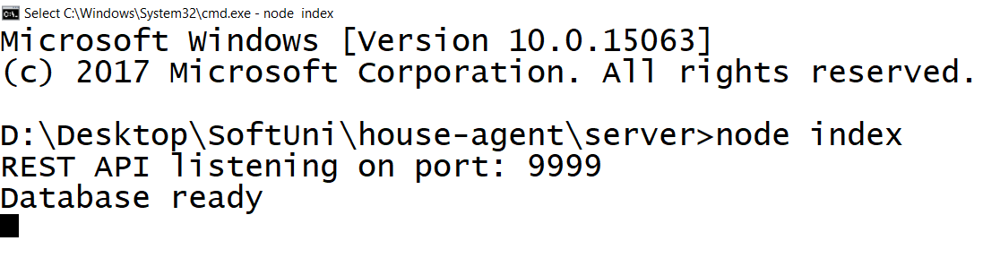 Select C:\Windows\System32\cmd.exe - node  index
Microsoft Windows [Version 10.0.15063]
(c) 2017 Microsoft Corporation. All rights reserved.
D:\Desktop\SoftUni\house-agent\server>node index
REST API listening on port: 9999
Database ready